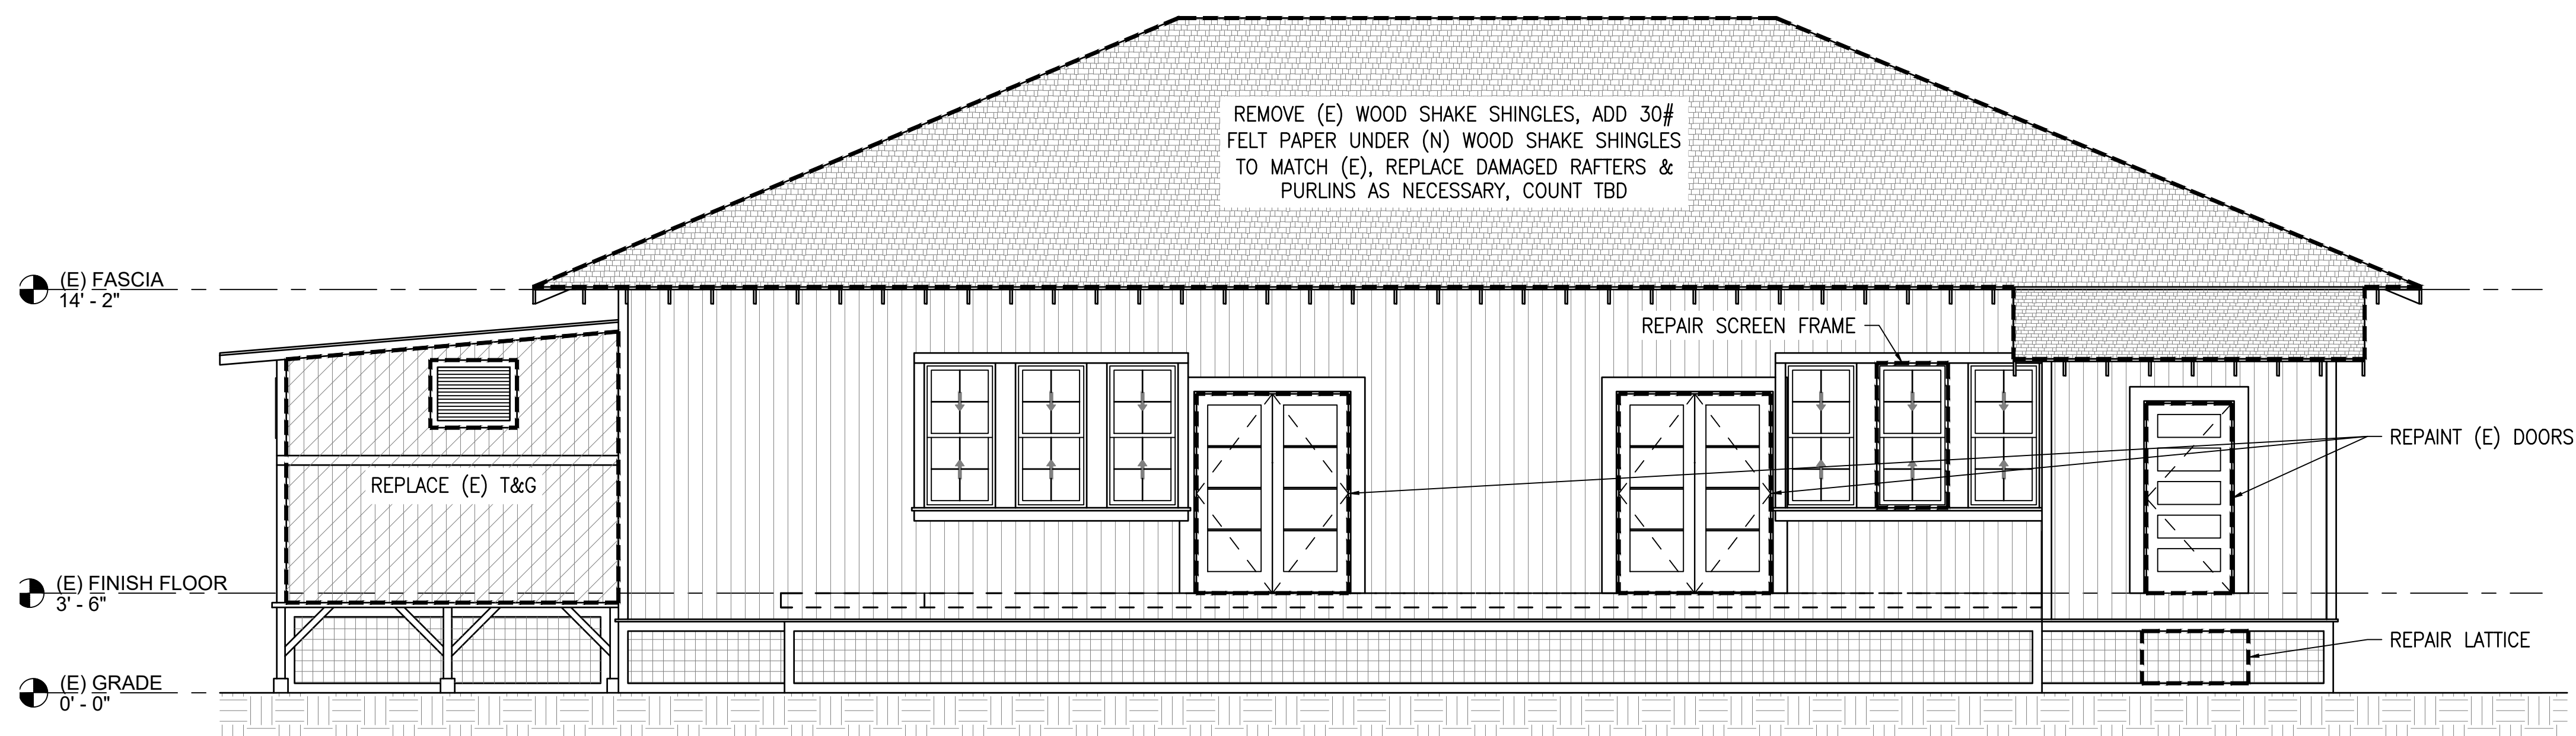 REMOVE (E) WOOD SHAKE SHINGLES, ADD 30#
FELT PAPER UNDER (N) WOOD SHAKE SHINGLES
TO MATCH (E), REPLACE DAMAGED RAFTERS &
PURLINS AS NECESSARY, COUNT TBD
(E) FASCIA
14' - 2"
REPAIR SCREEN FRAME
REPAINT (E) DOORS
REPLACE (E) T&G
(E) FINISH FLOOR
3' - 6"
REPAIR LATTICE
(E) GRADE
0' - 0"